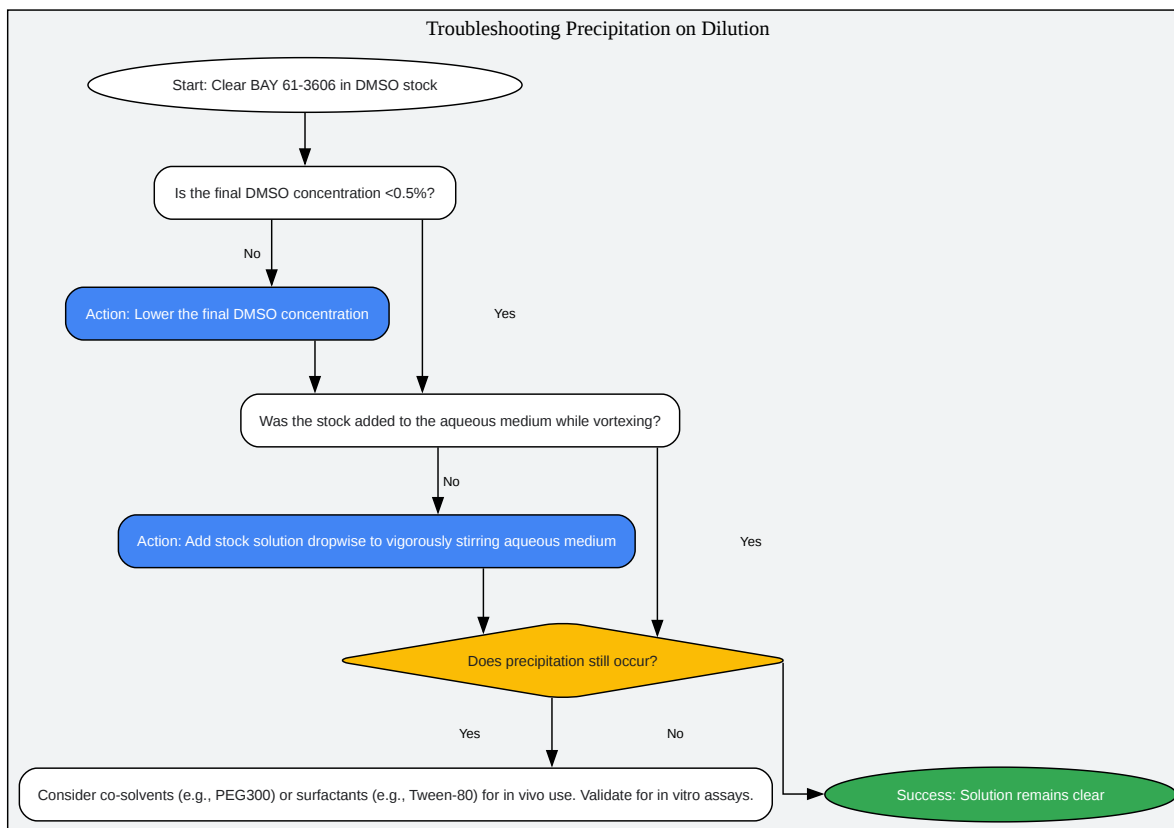 Troubleshooting Precipitation on Dilution
Start: Clear BAY 61-3606 in DMSO stock
Is the final DMSO concentration <0.5%?
No
Action: Lower the final DMSO concentration
Yes
Was the stock added to the aqueous medium while vortexing?
No
Action: Add stock solution dropwise to vigorously stirring aqueous medium
Yes
Does precipitation still occur?
Yes
No
Consider co-solvents (e.g., PEG300) or surfactants (e.g., Tween-80) for in vivo use. Validate for in vitro assays.
Success: Solution remains clear